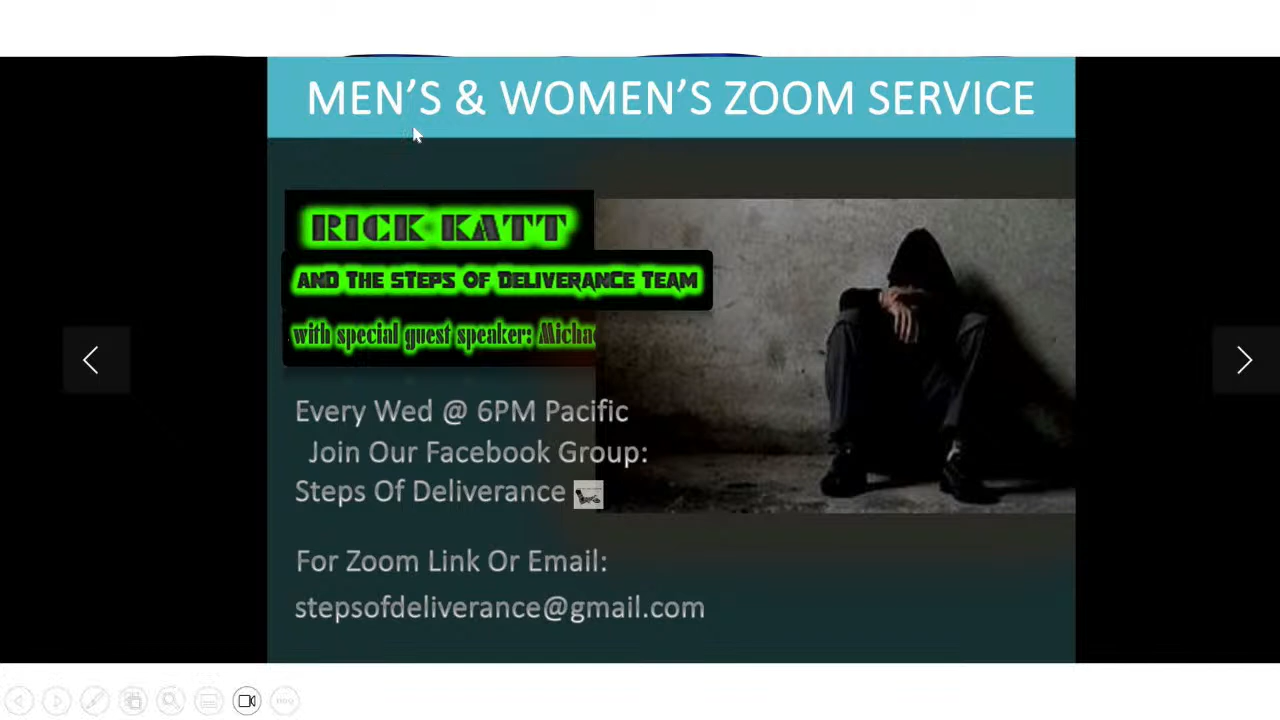 MEN'S & WOMEN'S ZOOM SERVICE
RICK KATT
AND THE STEPS OF DELIVERANCE TEAM
with special guest speaker:
Every Wed @ 6PM Pacific
Join Our Facebook Group:
Steps Of Deliverance
For Zoom Link Or Email:
stepsofdeliverance@gmail.com